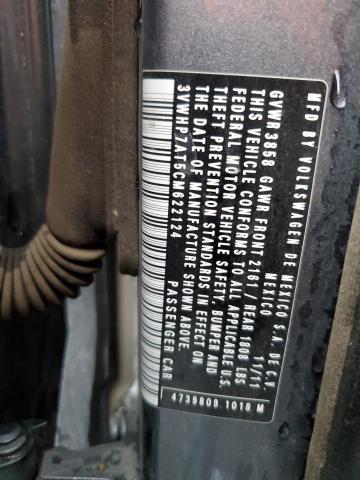 MFD BY VOLKSWAGEN DE MEXICO S.A. DE C.V.
MEXICO 11/11
GVWR 3858 GAWR FRONT 2161 / REAR 1808 LBS
THIS VEHICLE CONFORMS TO ALL APPLICABLE U.S.
FEDERAL MOTOR VEHICLE SAFETY, BUMPER AND
THEFT PREVENTION STANDARDS IN EFFECT ON
THE DATE OF MANUFACTURE SHOWN ABOVE.
3VWHP7AT5CM622124
PASSENGER CAR
4739809 1018 M